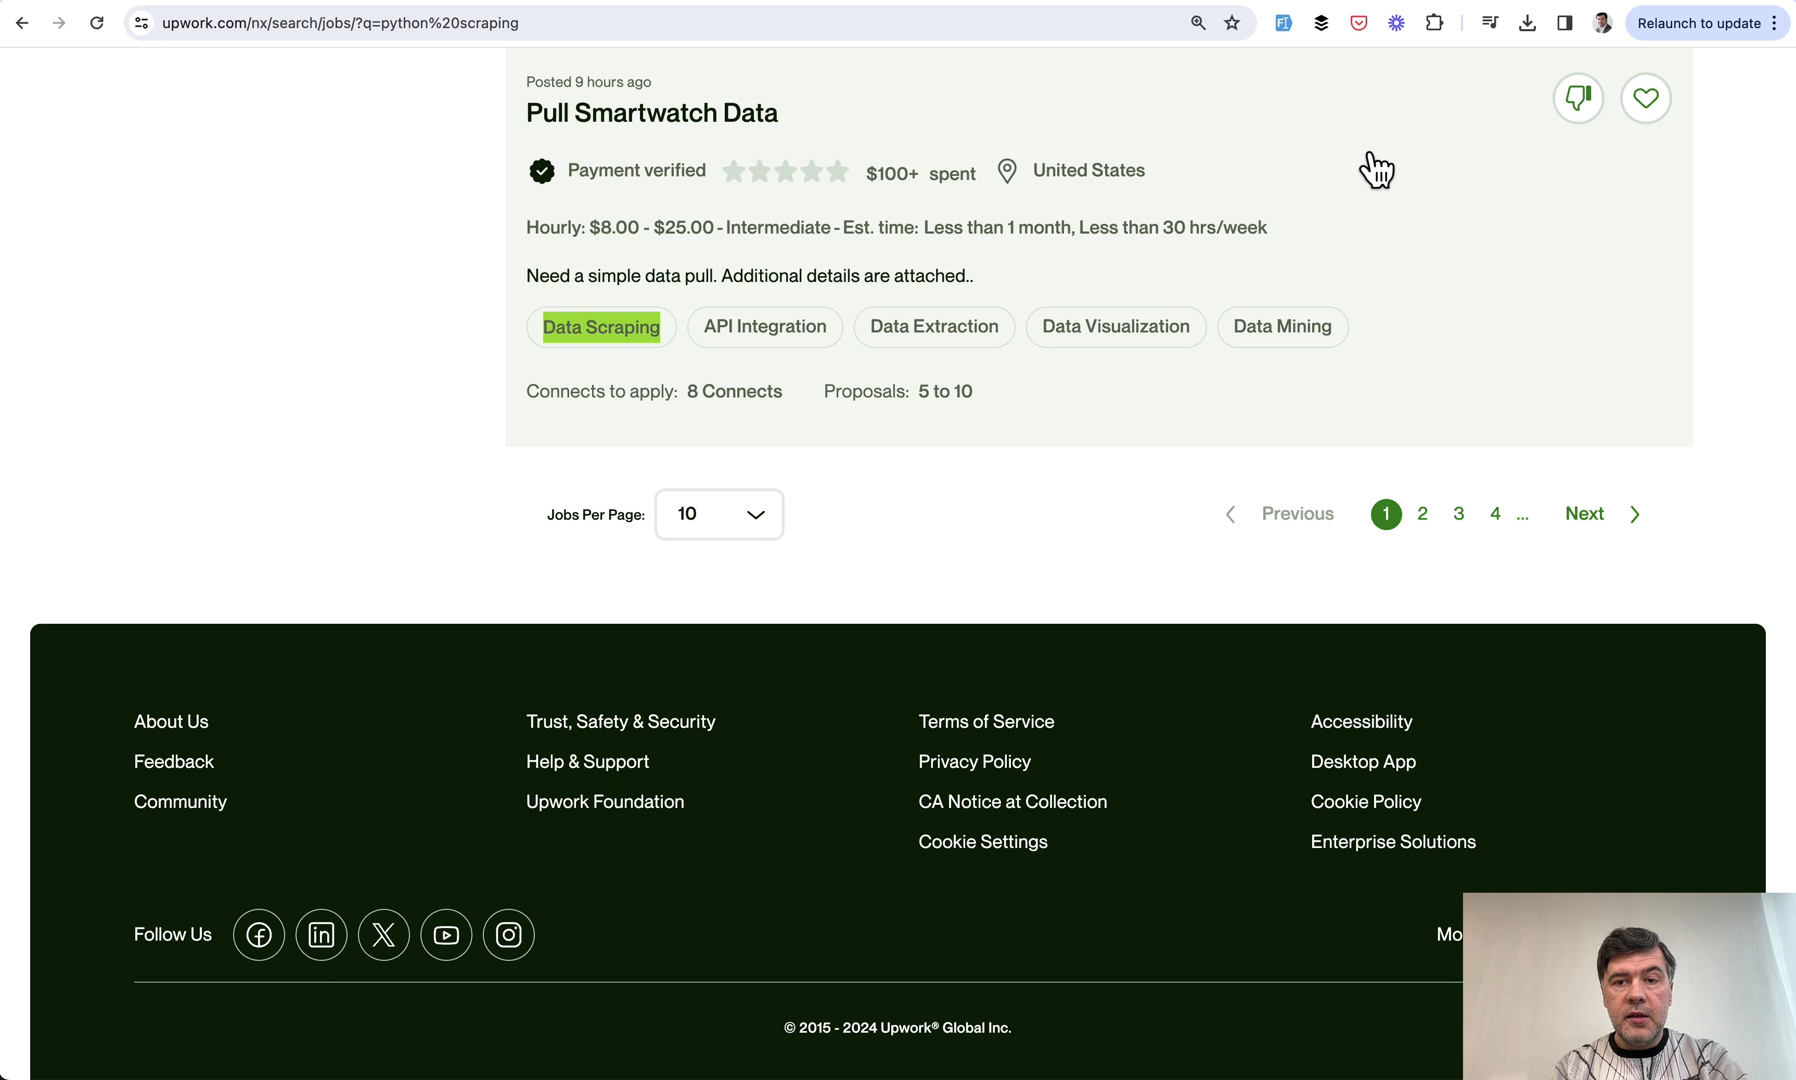 upwork.com/nx/search/jobs/?q=python%20scraping
Relaunch to update
Posted 9 hours ago
Pull Smartwatch Data
Payment verified $100+ spent United States
Hourly: $8.00 - $25.00 - Intermediate - Est. time: Less than 1 month, Less than 30 hrs/week
Need a simple data pull. Additional details are attached..
Data Scraping API Integration Data Extraction Data Visualization Data Mining
Connects to apply: 8 Connects Proposals: 5 to 10
Jobs Per Page: 10 Previous 1 2 3 4 ... Next
About Us Trust, Safety & Security Terms of Service Accessibility
Feedback Help & Support Privacy Policy Desktop App
Community Upwork Foundation CA Notice at Collection Cookie Policy
Cookie Settings Enterprise Solutions
Follow Us Mo
© 2015 - 2024 Upwork® Global Inc.